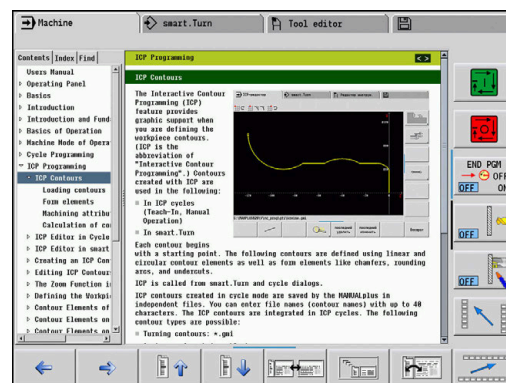 Machine
smart.Turn
Tool editor
Contents Index Find
Users Manual
Operating Panel
Basics
Introduction
Introduction and Fund
Basics of Operation
Machine Mode of Opera
Cycle Programming
ICP Programming
ICP Contours
Loading contours
Form elements
Machining attribu
Calculation of co
ICP Editor in Cycle
ICP Editor in smart
Creating an ICP Con
Editing ICP Contour
The Zoom Function i
Defining the Workpi
Contour Elements of
Contour Elements on
Contour Elements on
ICP Programming
ICP Contours
The Interactive Contour
Programming (ICP)
feature provides
graphic support when
you are defining the
workpiece contours.
(ICP is the
abbreviation of
"Interactive Contour
Programming".) Contours
created with ICP are
used in the following:
In ICP cycles
(Teach-In, Manual
Operation)
In smart.Turn
Each contour begins
with a starting point. The following contours are defined using linear and
circular contour elements as well as form elements like chamfers, rounding
arcs, and undercuts.
ICP is called from smart.Turn and cycle dialogs.
ICP contours created in cycle mode are saved by the MANUALplus in
independent files. You can enter file names (contour names) with up to 40
characters. The ICP contours are integrated in ICP cycles. The following
contour types are possible:
Turning contours: *.gmi
smart.Turn
END PGM
OFF
OFF ON
OFF
OFF